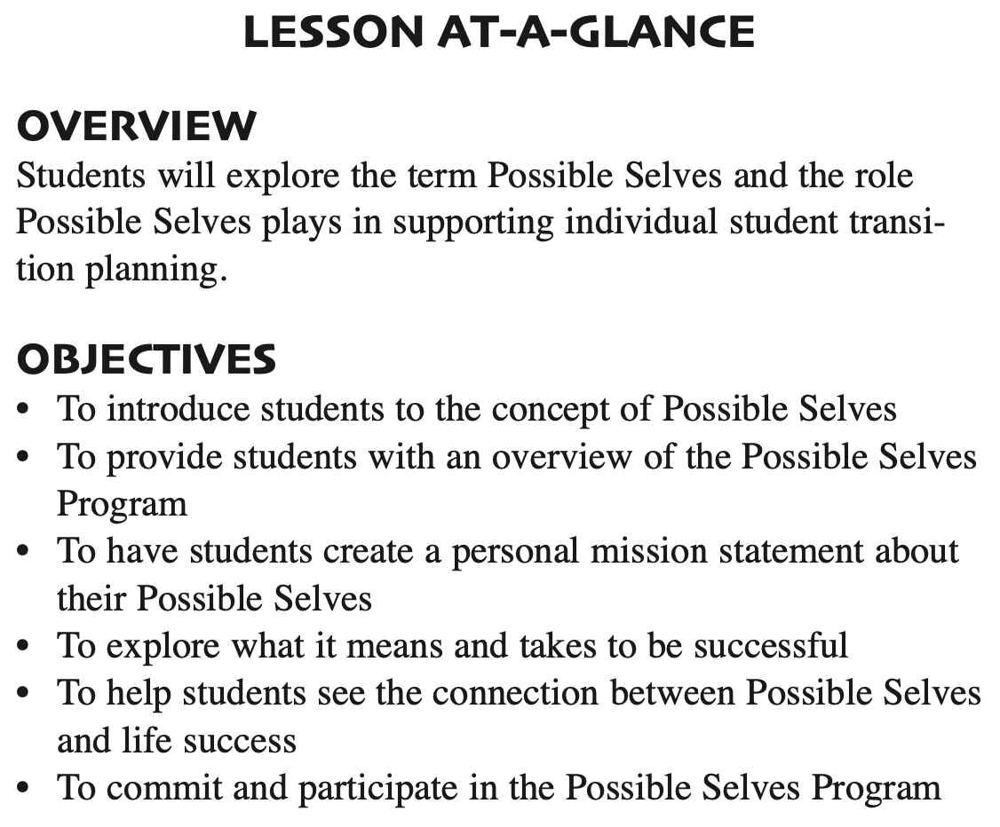 LESSON AT-A-GLANCE
OVERVIEW
Students will explore the term Possible Selves and the role
Possible Selves plays in supporting individual student transi-
tion planning.
OBJECTIVES
• To introduce students to the concept of Possible Selves
• To provide students with an overview of the Possible Selves
Program
• To have students create a personal mission statement about
their Possible Selves
• To explore what it means and takes to be successful
• To help students see the connection between Possible Selves
and life success
• To commit and participate in the Possible Selves Program